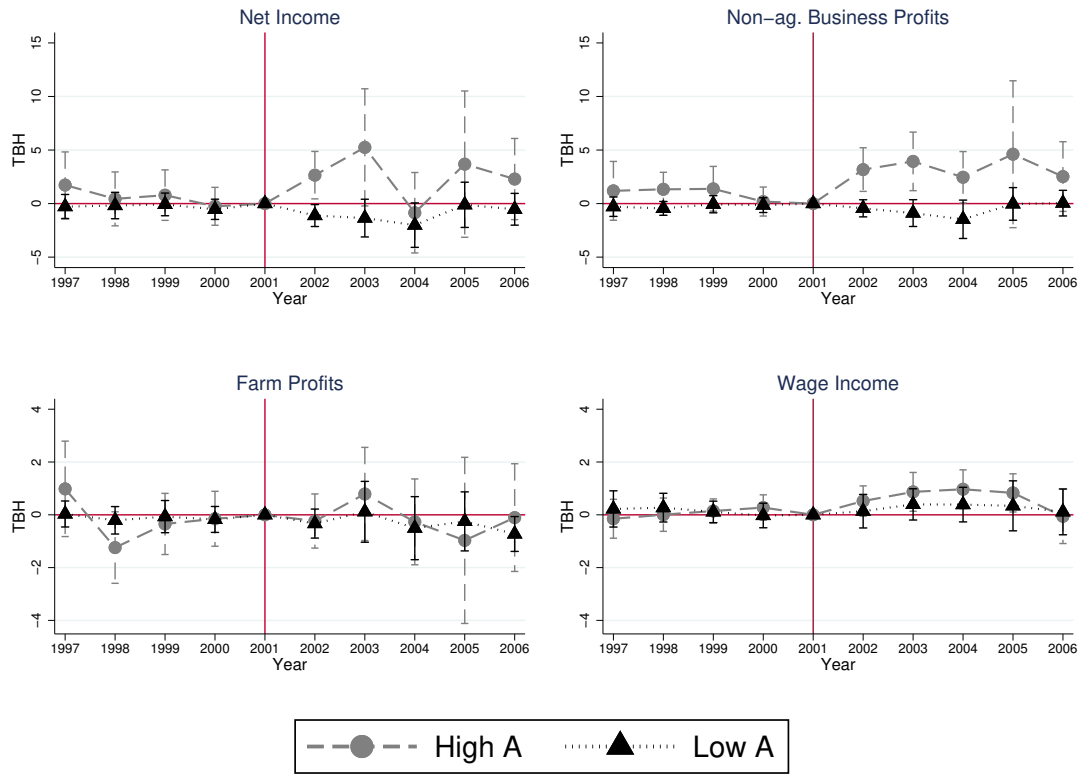 Net Income
15
10
5
0
−5
TBH
1997 1998 1999 2000 2001 2002 2003 2004 2005 2006
Year
Non−ag. Business Profits
15
10
5
0
−5
TBH
1997 1998 1999 2000 2001 2002 2003 2004 2005 2006
Year
Farm Profits
4
2
0
−2
−4
TBH
1997 1998 1999 2000 2001 2002 2003 2004 2005 2006
Year
Wage Income
4
2
0
−2
−4
TBH
1997 1998 1999 2000 2001 2002 2003 2004 2005 2006
Year
High A Low A